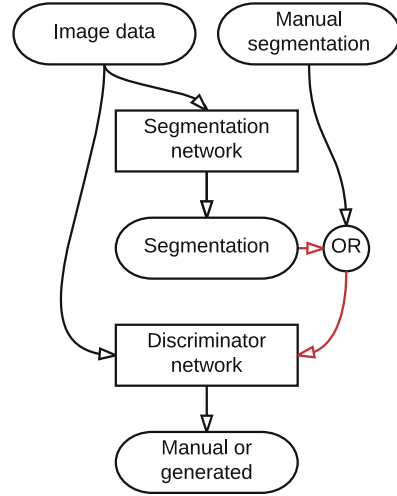 Image data
Manual
segmentation
Segmentation
network
Segmentation
OR
Discriminator
network
Manual or
generated